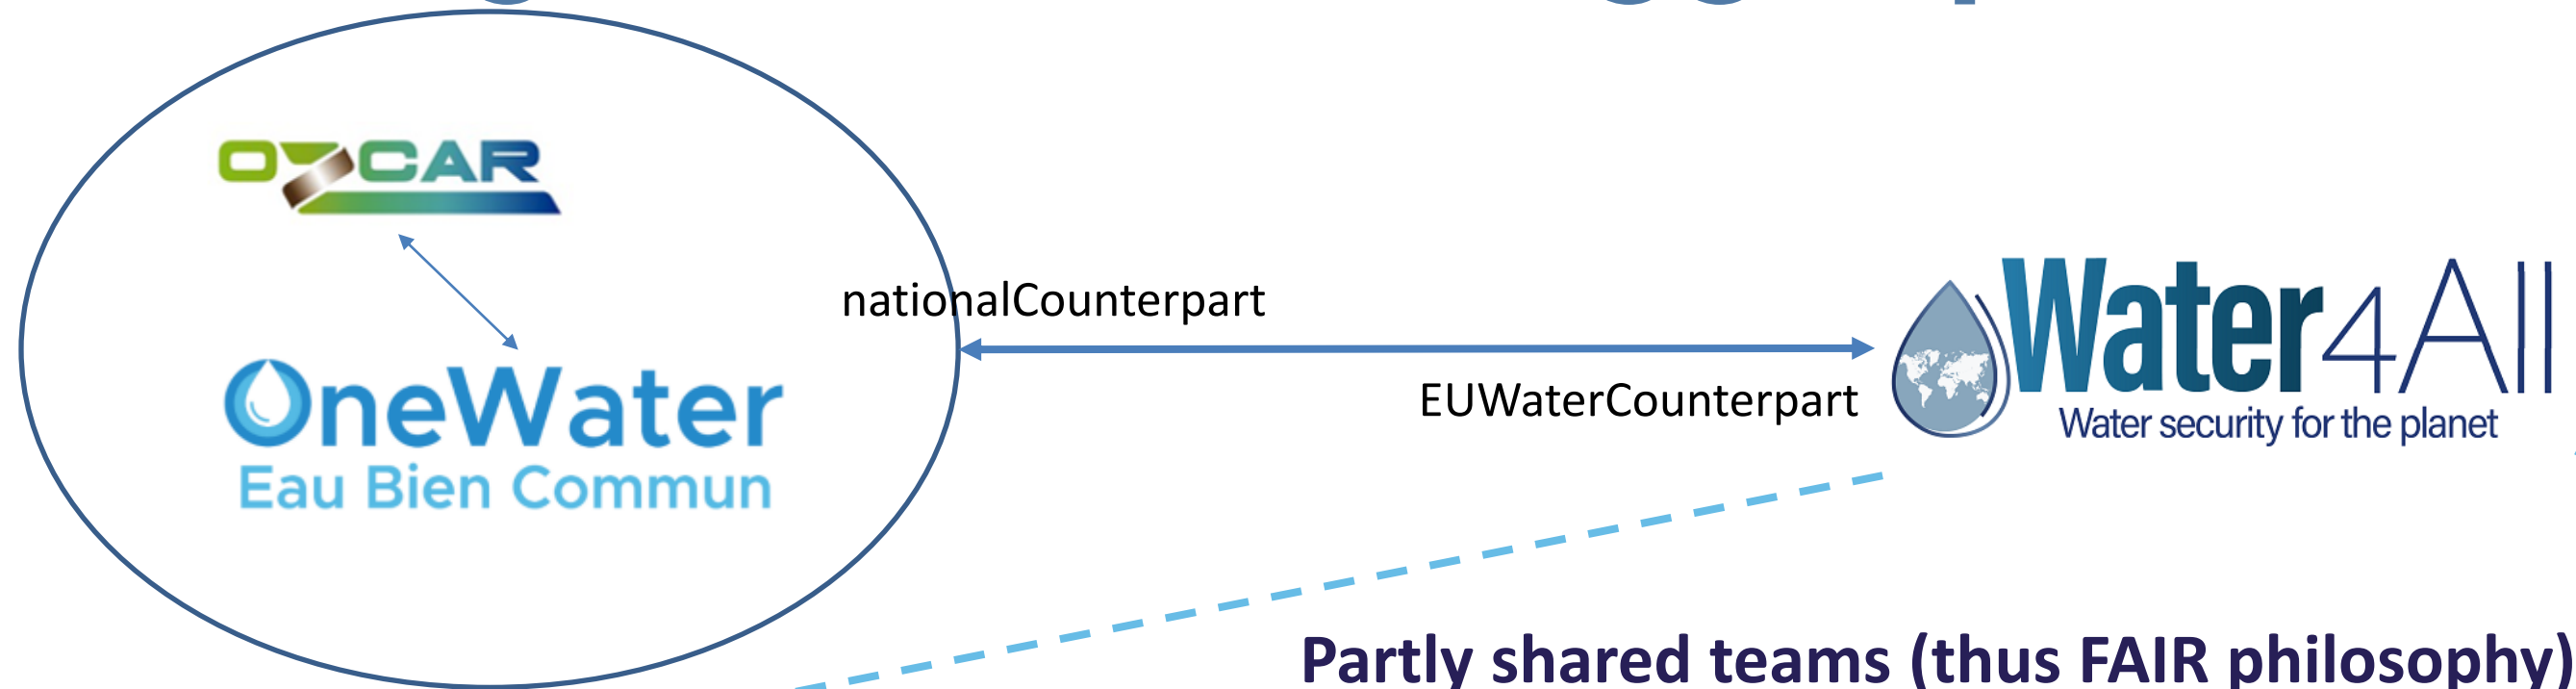 OZCAR
nationalCounterpart
OneWater
Eau Bien Commun
EUWaterCounterpart
Water4All
Water security for the planet
Partly shared teams (thus FAIR philosophy)